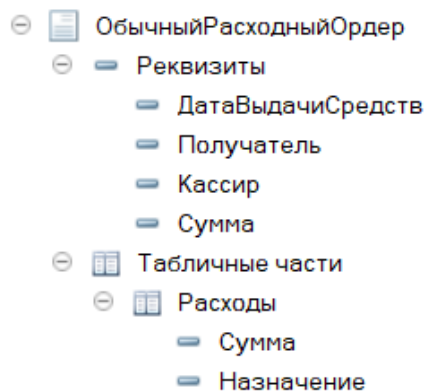 ОбычныйРасходныйОрдер
Реквизиты
ДатаВыдачиСредств
Получатель
Кассир
Сумма
Табличные части
Расходы
Сумма
Назначение